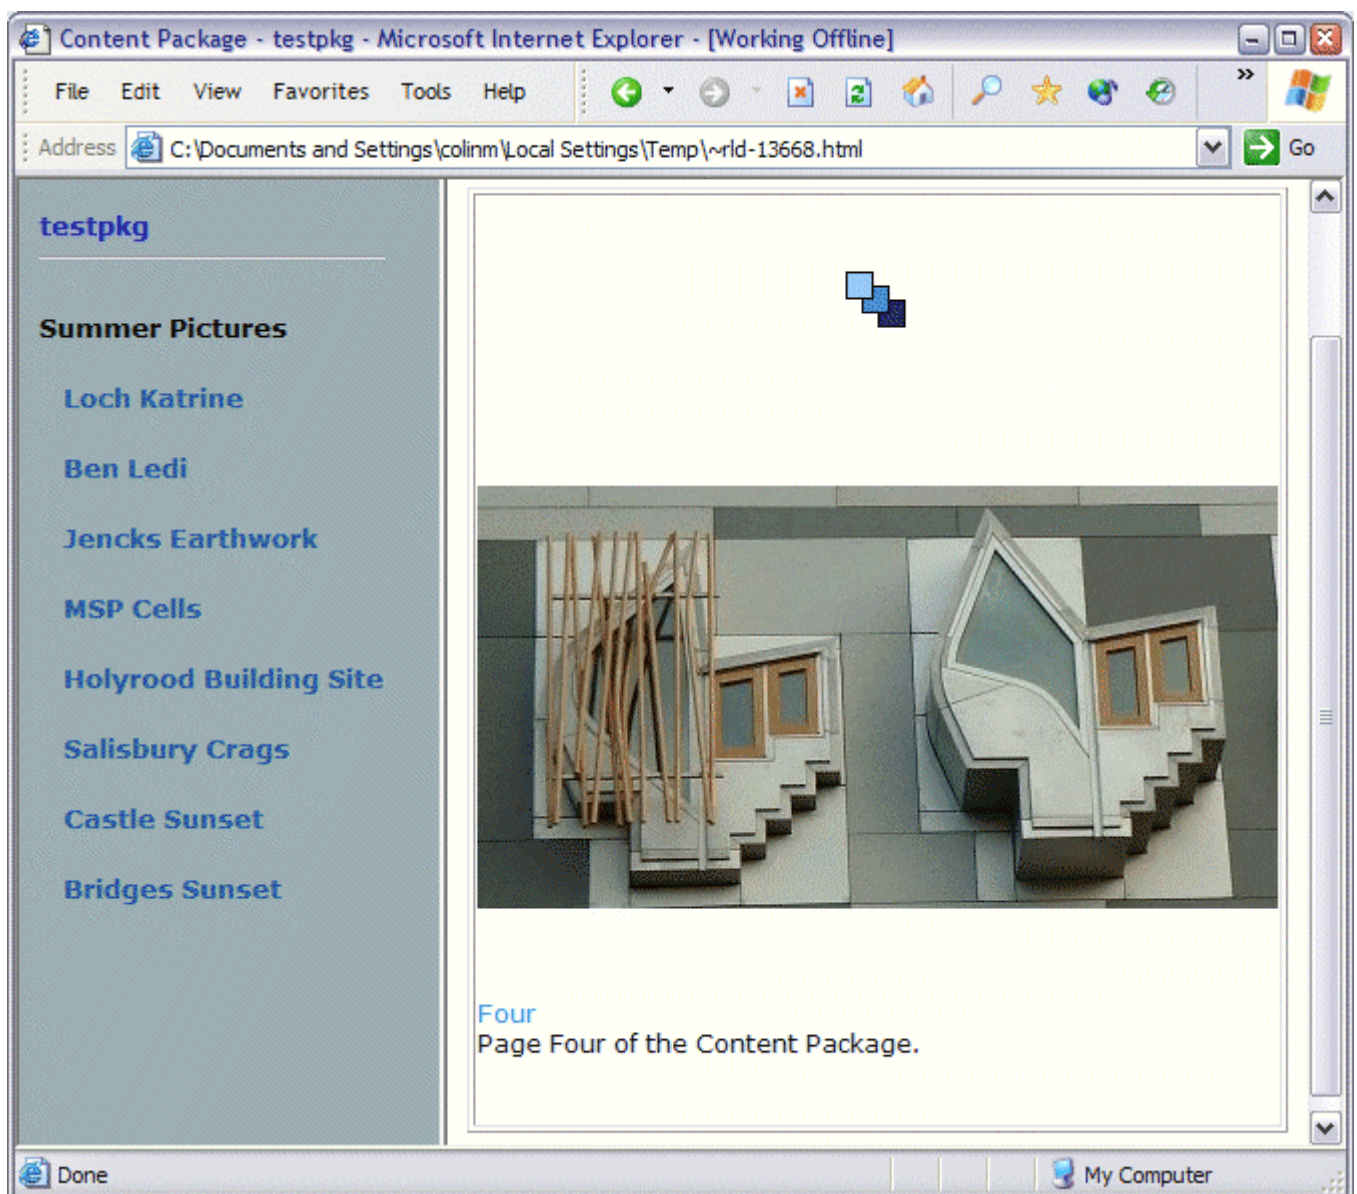 Content Package - testpkg - Microsoft Internet Explorer - [Working Offline]
File Edit View Favorites Tools Help »
Address C:\Documents and Settings\colinm\Local Settings\Temp\~rld-13668.html Go
testpkg
Summer Pictures
Loch Katrine
Ben Ledi
Jencks Earthwork
MSP Cells
Holyrood Building Site
Salisbury Crags
Castle Sunset
Bridges Sunset
Four
Page Four of the Content Package.
Done My Computer